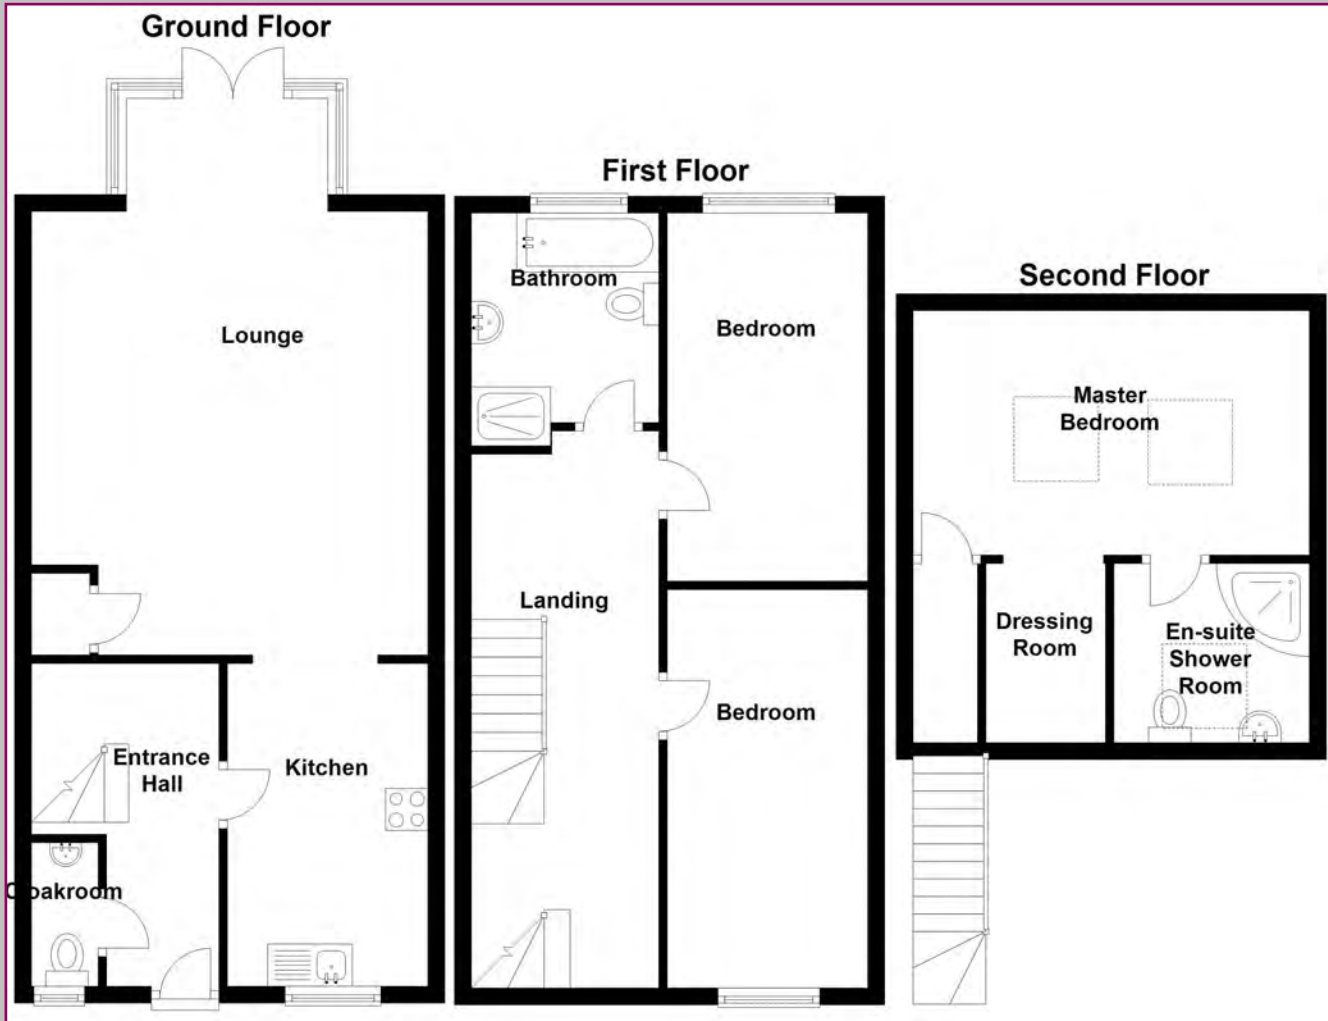 Ground Floor
Lounge
Entrance
Hall
Kitchen
Cloakroom
First Floor
Bathroom
Bedroom
Landing
Bedroom
Second Floor
Master
Bedroom
Dressing
Room
En-suite
Shower
Room